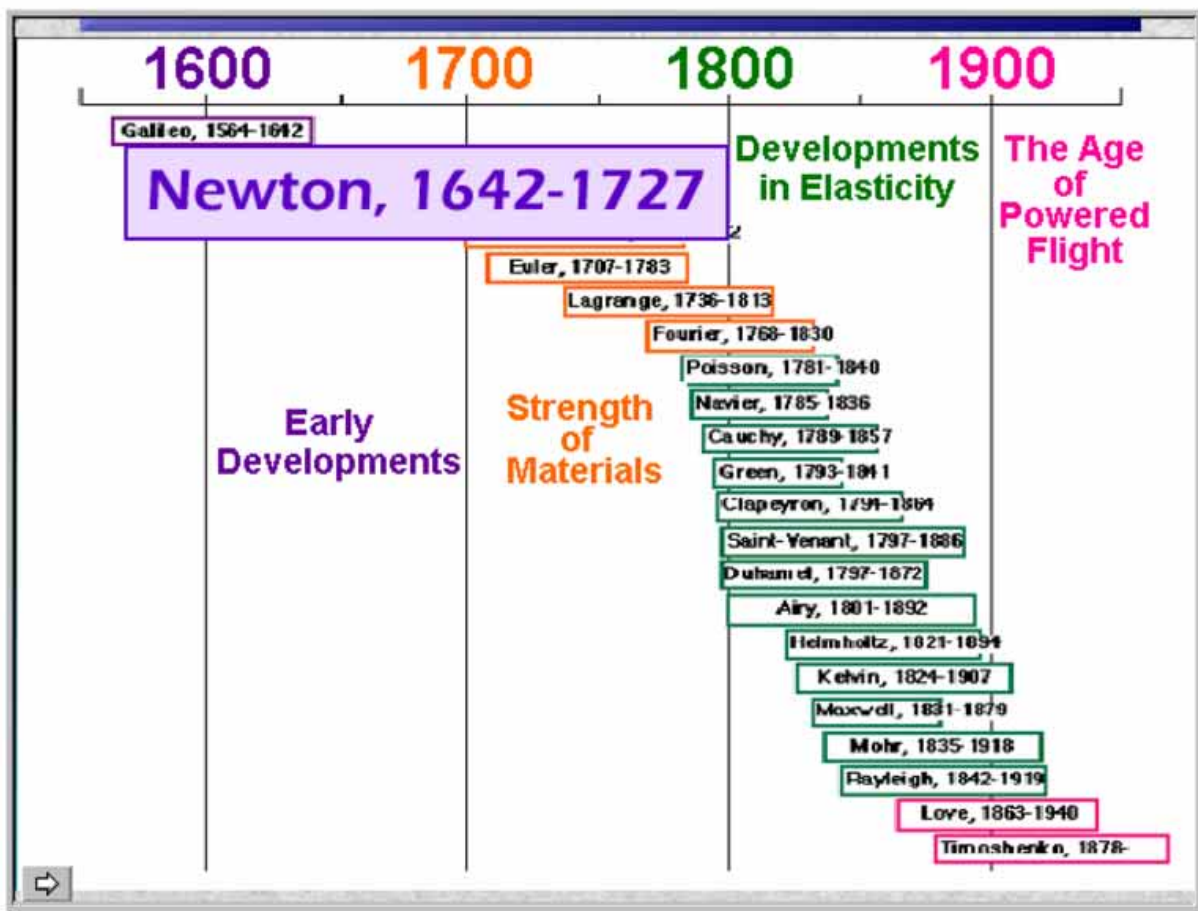 1600 1700 1800 1900
Galileo, 1564-1642
Newton, 1642-1727
Developments
in Elasticity
The Age
of
Powered
Flight
2
Euler, 1707-1783
Lagrange, 1736-1813
Fourier, 1768-1830
Poisson, 1781-1840
Navier, 1785-1836
Cauchy, 1789-1857
Green, 1793-1841
Clapeyron, 1794-1864
Early
Developments
Strength
of
Materials
Saint-Venant, 1797-1886
Duhamel, 1797-1872
Airy, 1801-1892
Helmholtz, 1821-1894
Kelvin, 1824-1907
Maxwell, 1831-1879
Mohr, 1835-1918
Rayleigh, 1842-1919
Love, 1863-1940
Timoshenko, 1878-